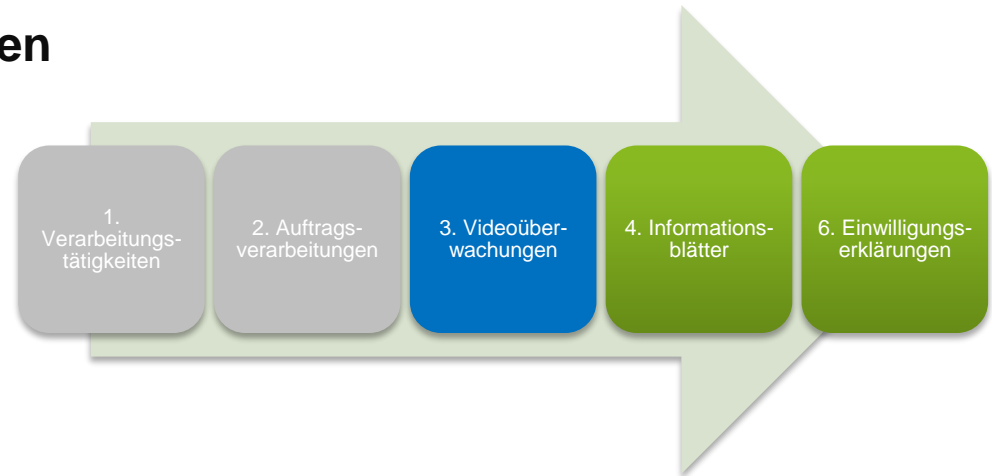 en
1.
Verarbeitungs-
tätigkeiten
2. Auftrags-
verarbeitungen
3. Videoüber-
wachungen
4. Informations-
blätter
6. Einwilligungs-
erklärungen